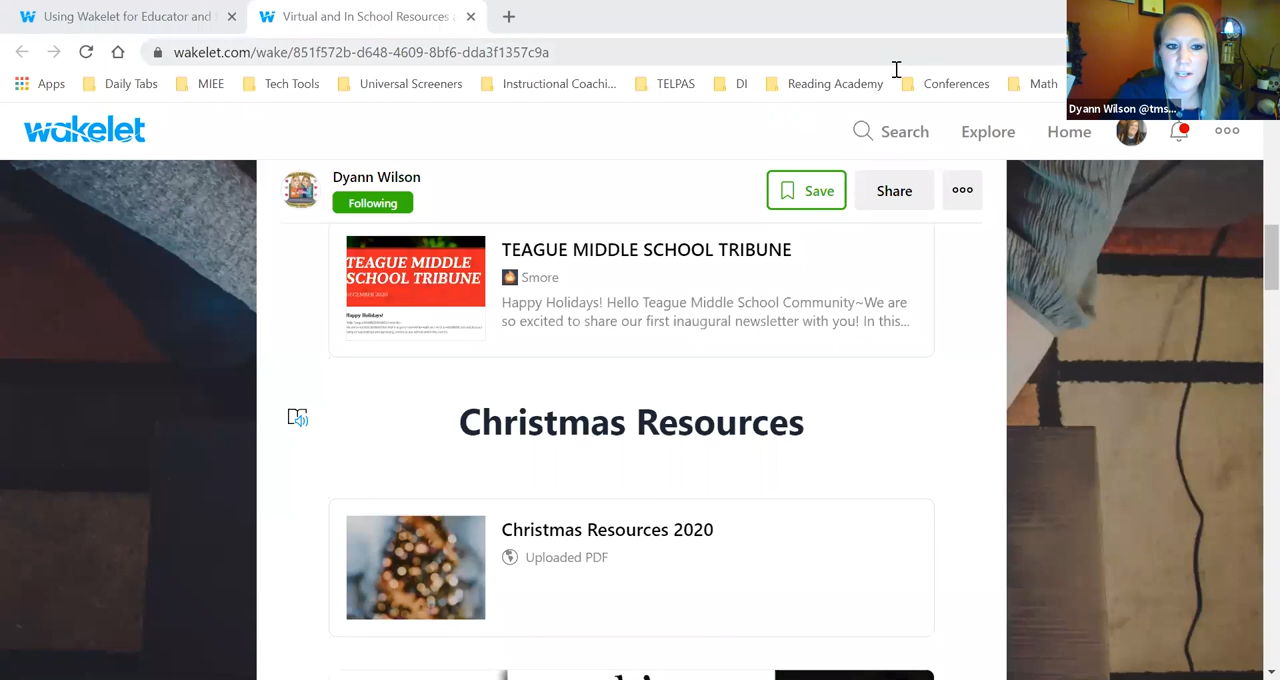 Using Wakelet for Educator and
Virtual and In School Resources
wakelet.com/wake/851f572b-d648-4609-8bf6-dda3f1357c9a
Apps Daily Tabs MIEE Tech Tools Universal Screeners Instructional Coachi... TELPAS DI Reading Academy Conferences Math
Dyann Wilson @tms...
wakelet Search Explore Home
Dyann Wilson
Following
Save Share
TEAGUE MIDDLE SCHOOL TRIBUNE
Smore
Happy Holidays! Hello Teague Middle School Community~We are
so excited to share our first inaugural newsletter with you! In this...
TEAGUE MIDDLE
SCHOOL TRIBUNE
DECEMBER 2020
Happy Holidays!
Christmas Resources
Christmas Resources 2020
Uploaded PDF